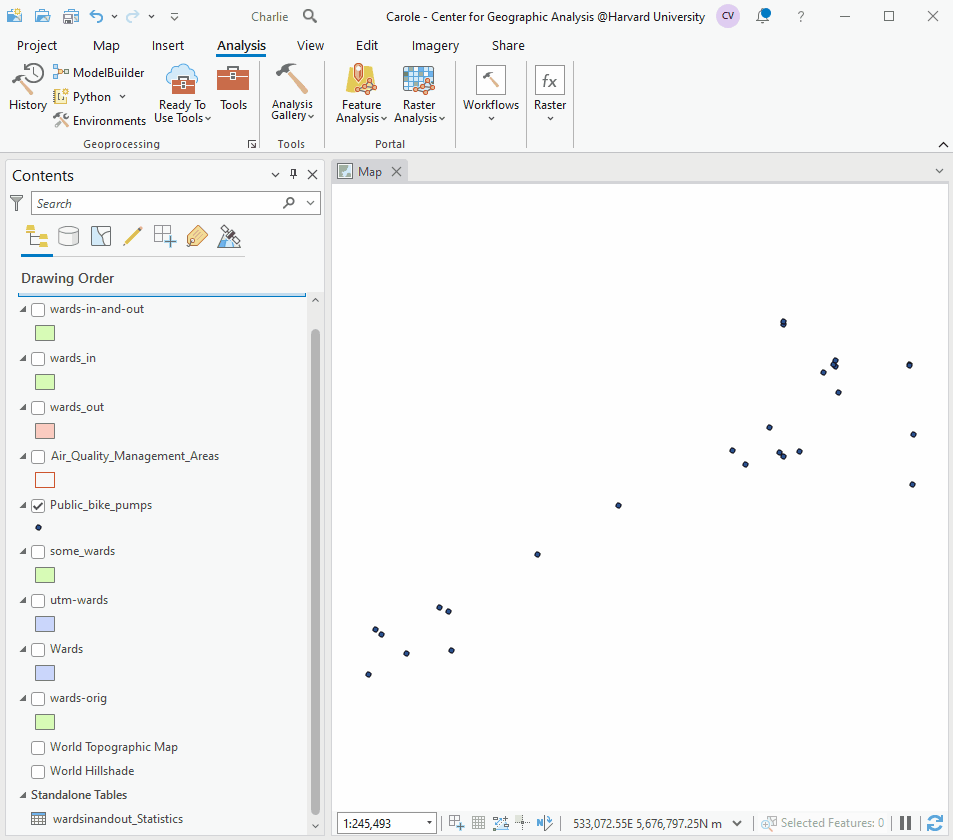 Charlie
Carole - Center for Geographic Analysis @Harvard University
CV
?
Project Map Insert Analysis View Edit Imagery Share
History
ModelBuilder
Python
Environments
Ready To
Use Tools
Tools
Geoprocessing
Analysis
Gallery
Tools
Feature
Analysis
Raster
Analysis
Portal
Workflows
fx
Raster
Contents
Search
Drawing Order
wards-in-and-out
wards_in
wards_out
Air_Quality_Management_Areas
Public_bike_pumps
some_wards
utm-wards
Wards
wards-orig
World Topographic Map
World Hillshade
Standalone Tables
wardsinandout_Statistics
Map
1:245,493
N
533,072.55E 5,676,797.25N m
Selected Features: 0